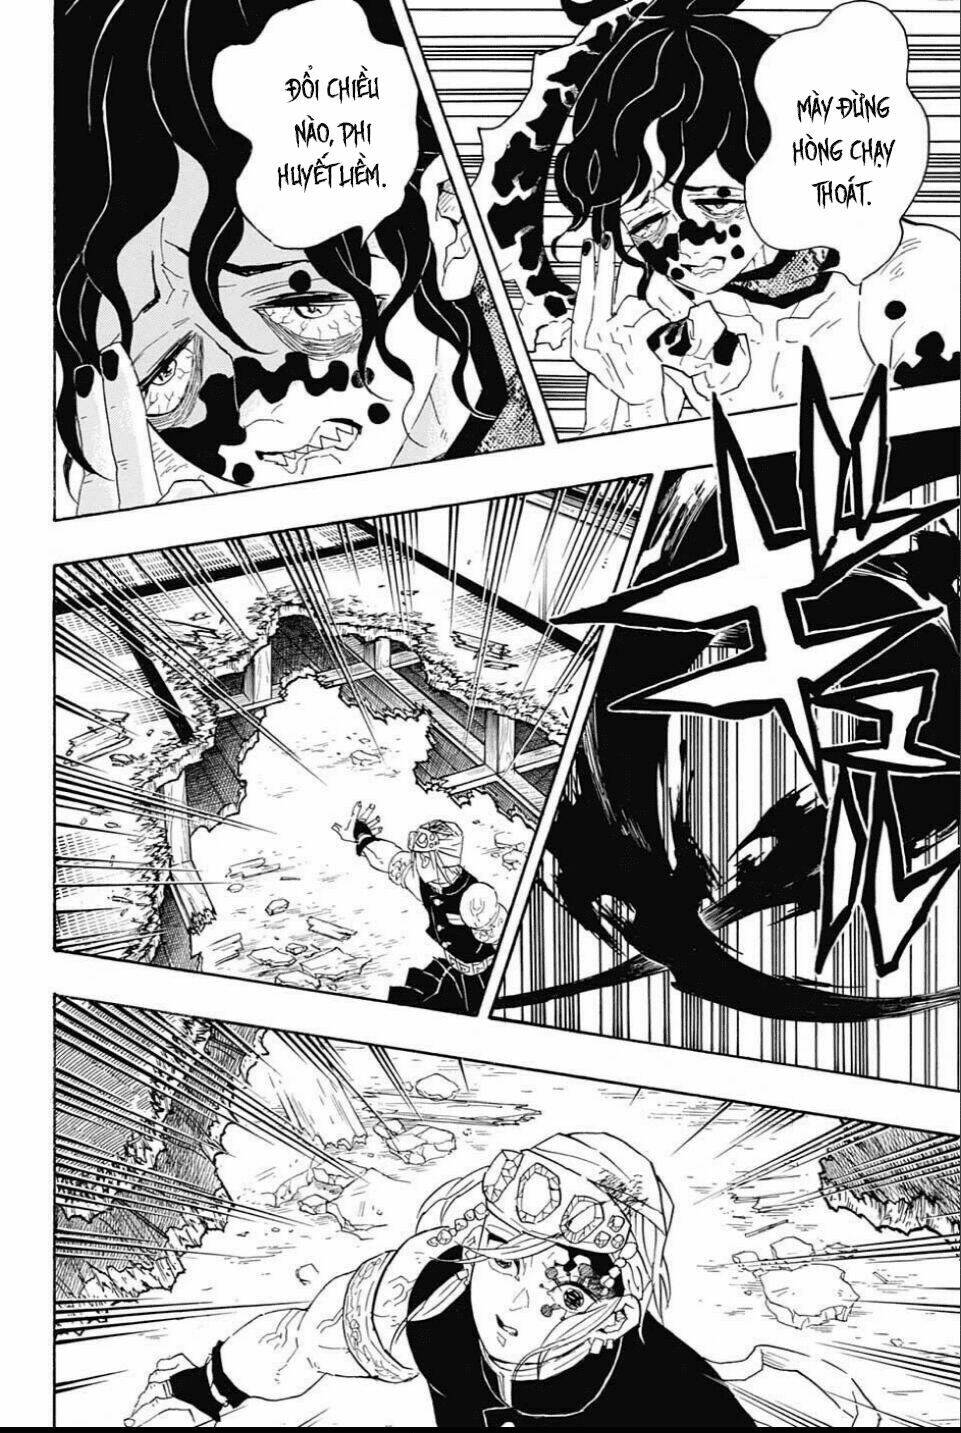 MÀY ĐỪNG
HÒNG CHẠY
THOÁT.
ĐỔI CHIỀU
NÀO, PHI
HUYẾT LIỀM.